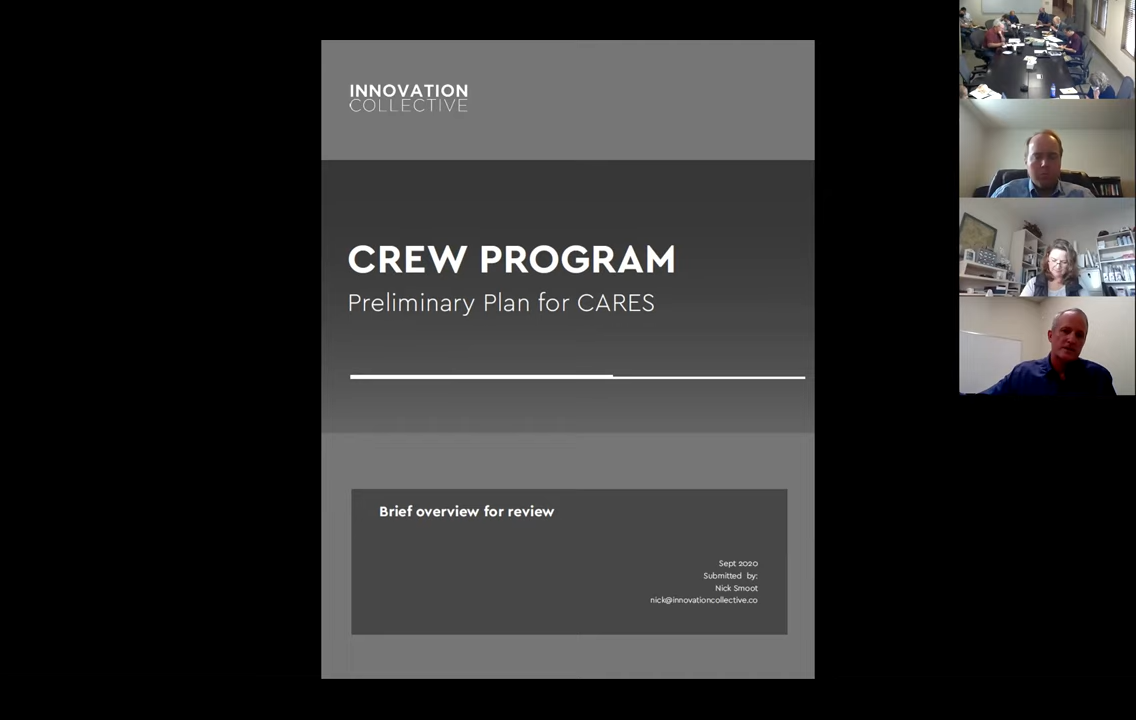 INNOVATION
COLLECTIVE
CREW PROGRAM
Preliminary Plan for CARES
Brief overview for review
Sept 2020
Submitted by:
Nick Smoot
nick@innovationcollective.co